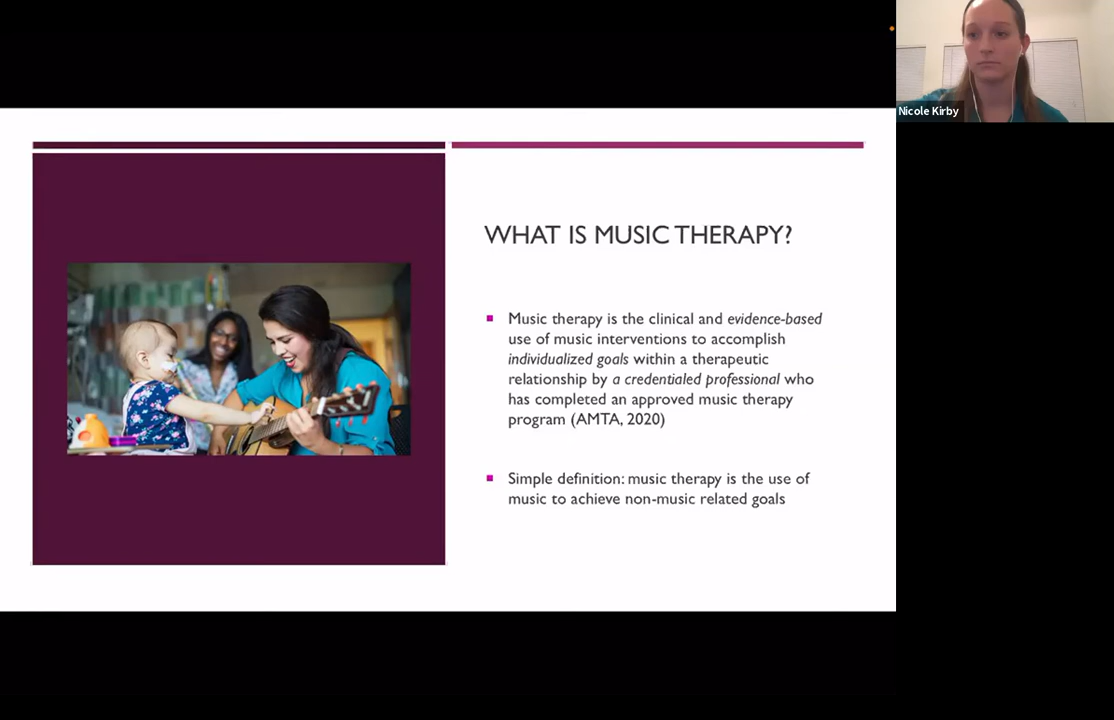 Nicole Kirby
WHAT IS MUSIC THERAPY?
Music therapy is the clinical and evidence-based
use of music interventions to accomplish
individualized goals within a therapeutic
relationship by a credentialed professional who
has completed an approved music therapy
program (AMTA, 2020)
Simple definition: music therapy is the use of
music to achieve non-music related goals